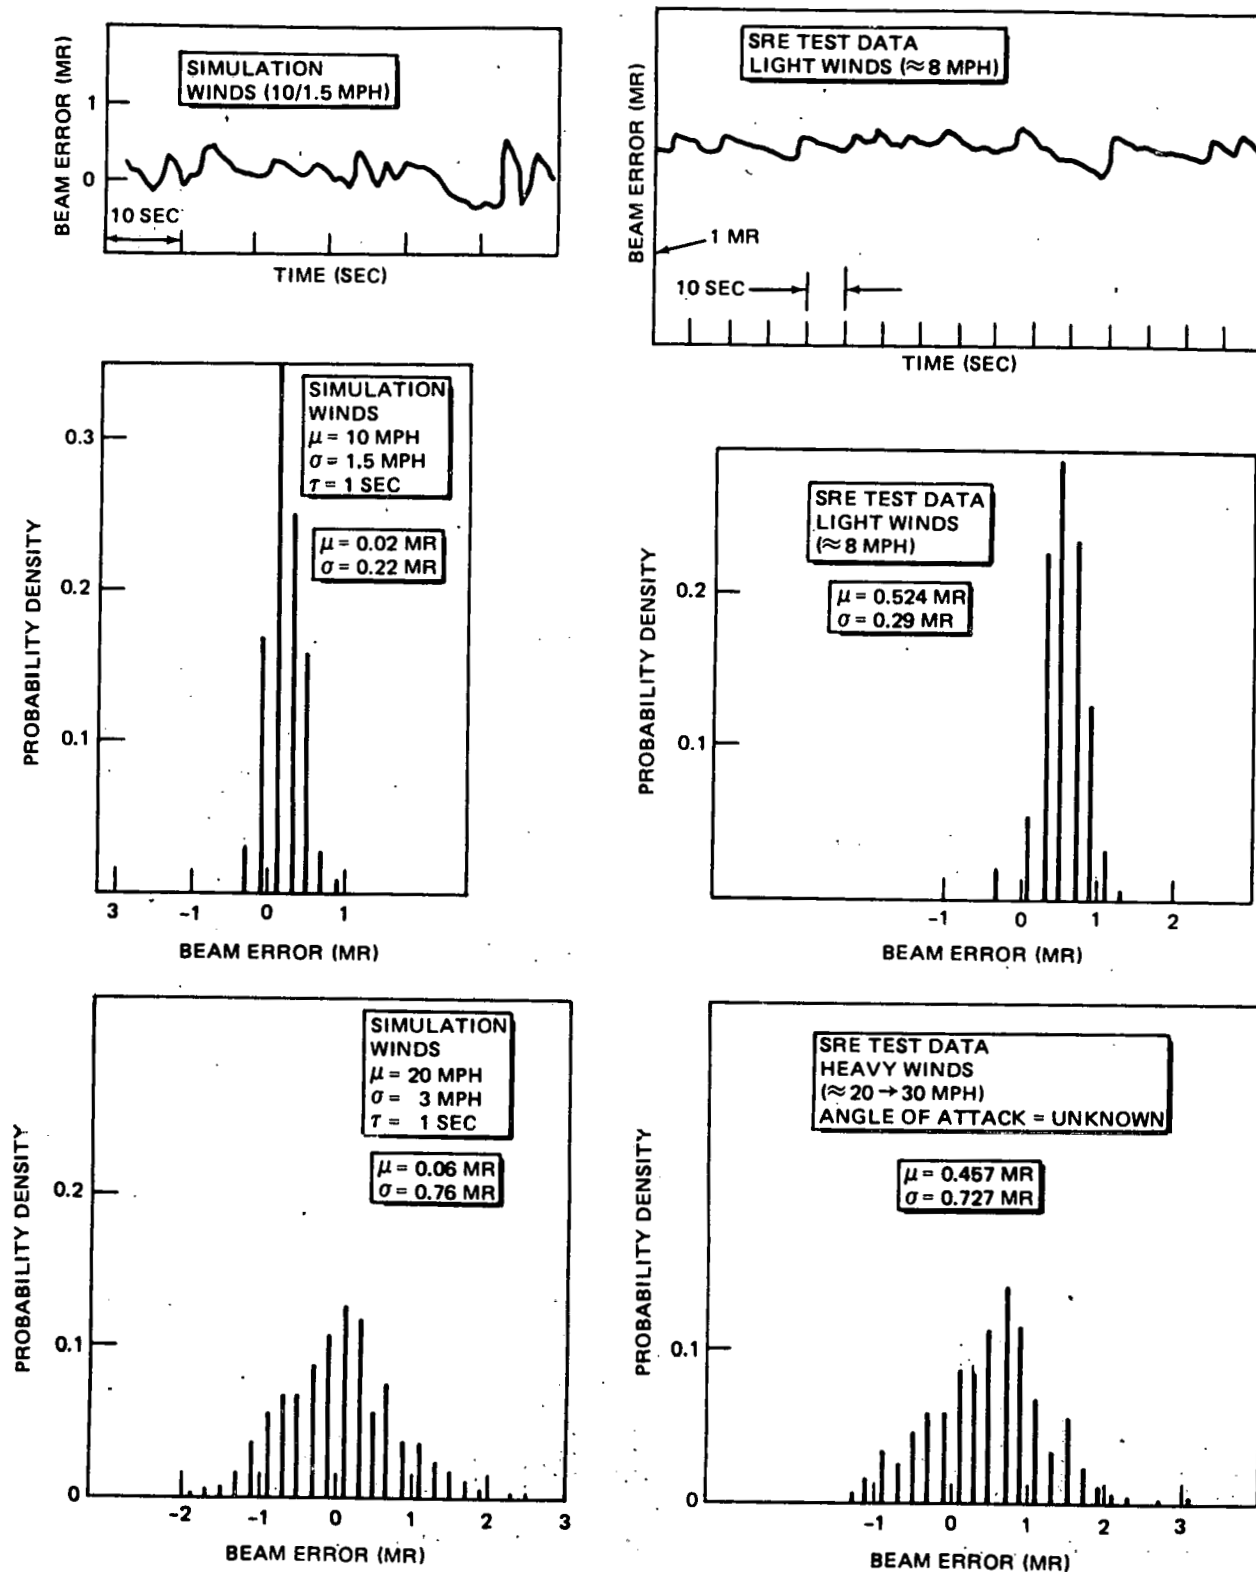 BEAM ERROR (MR)
1
0
SIMULATION
WINDS (10/1.5 MPH)
10 SEC
TIME (SEC)
BEAM ERROR (MR)
SRE TEST DATA
LIGHT WINDS (≈8 MPH)
1 MR
10 SEC
TIME (SEC)
PROBABILITY DENSITY
0.3
0.2
0.1
SIMULATION
WINDS
μ = 10 MPH
σ = 1.5 MPH
τ = 1 SEC
μ = 0.02 MR
σ = 0.22 MR
3 -1 0 1
BEAM ERROR (MR)
PROBABILITY DENSITY
0.2
0.1
SRE TEST DATA
LIGHT WINDS
(≈8 MPH)
μ = 0.524 MR
σ = 0.29 MR
-1 0 1 2
BEAM ERROR (MR)
PROBABILITY DENSITY
0.2
0.1
0
SIMULATION
WINDS
μ = 20 MPH
σ = 3 MPH
τ = 1 SEC
μ = 0.06 MR
σ = 0.76 MR
-2 -1 0 1 2 3
BEAM ERROR (MR)
PROBABILITY DENSITY
0.1
0
SRE TEST DATA
HEAVY WINDS
(≈20→30 MPH)
ANGLE OF ATTACK = UNKNOWN
μ = 0.457 MR
σ = 0.727 MR
-1 0 1 2 3
BEAM ERROR (MR)